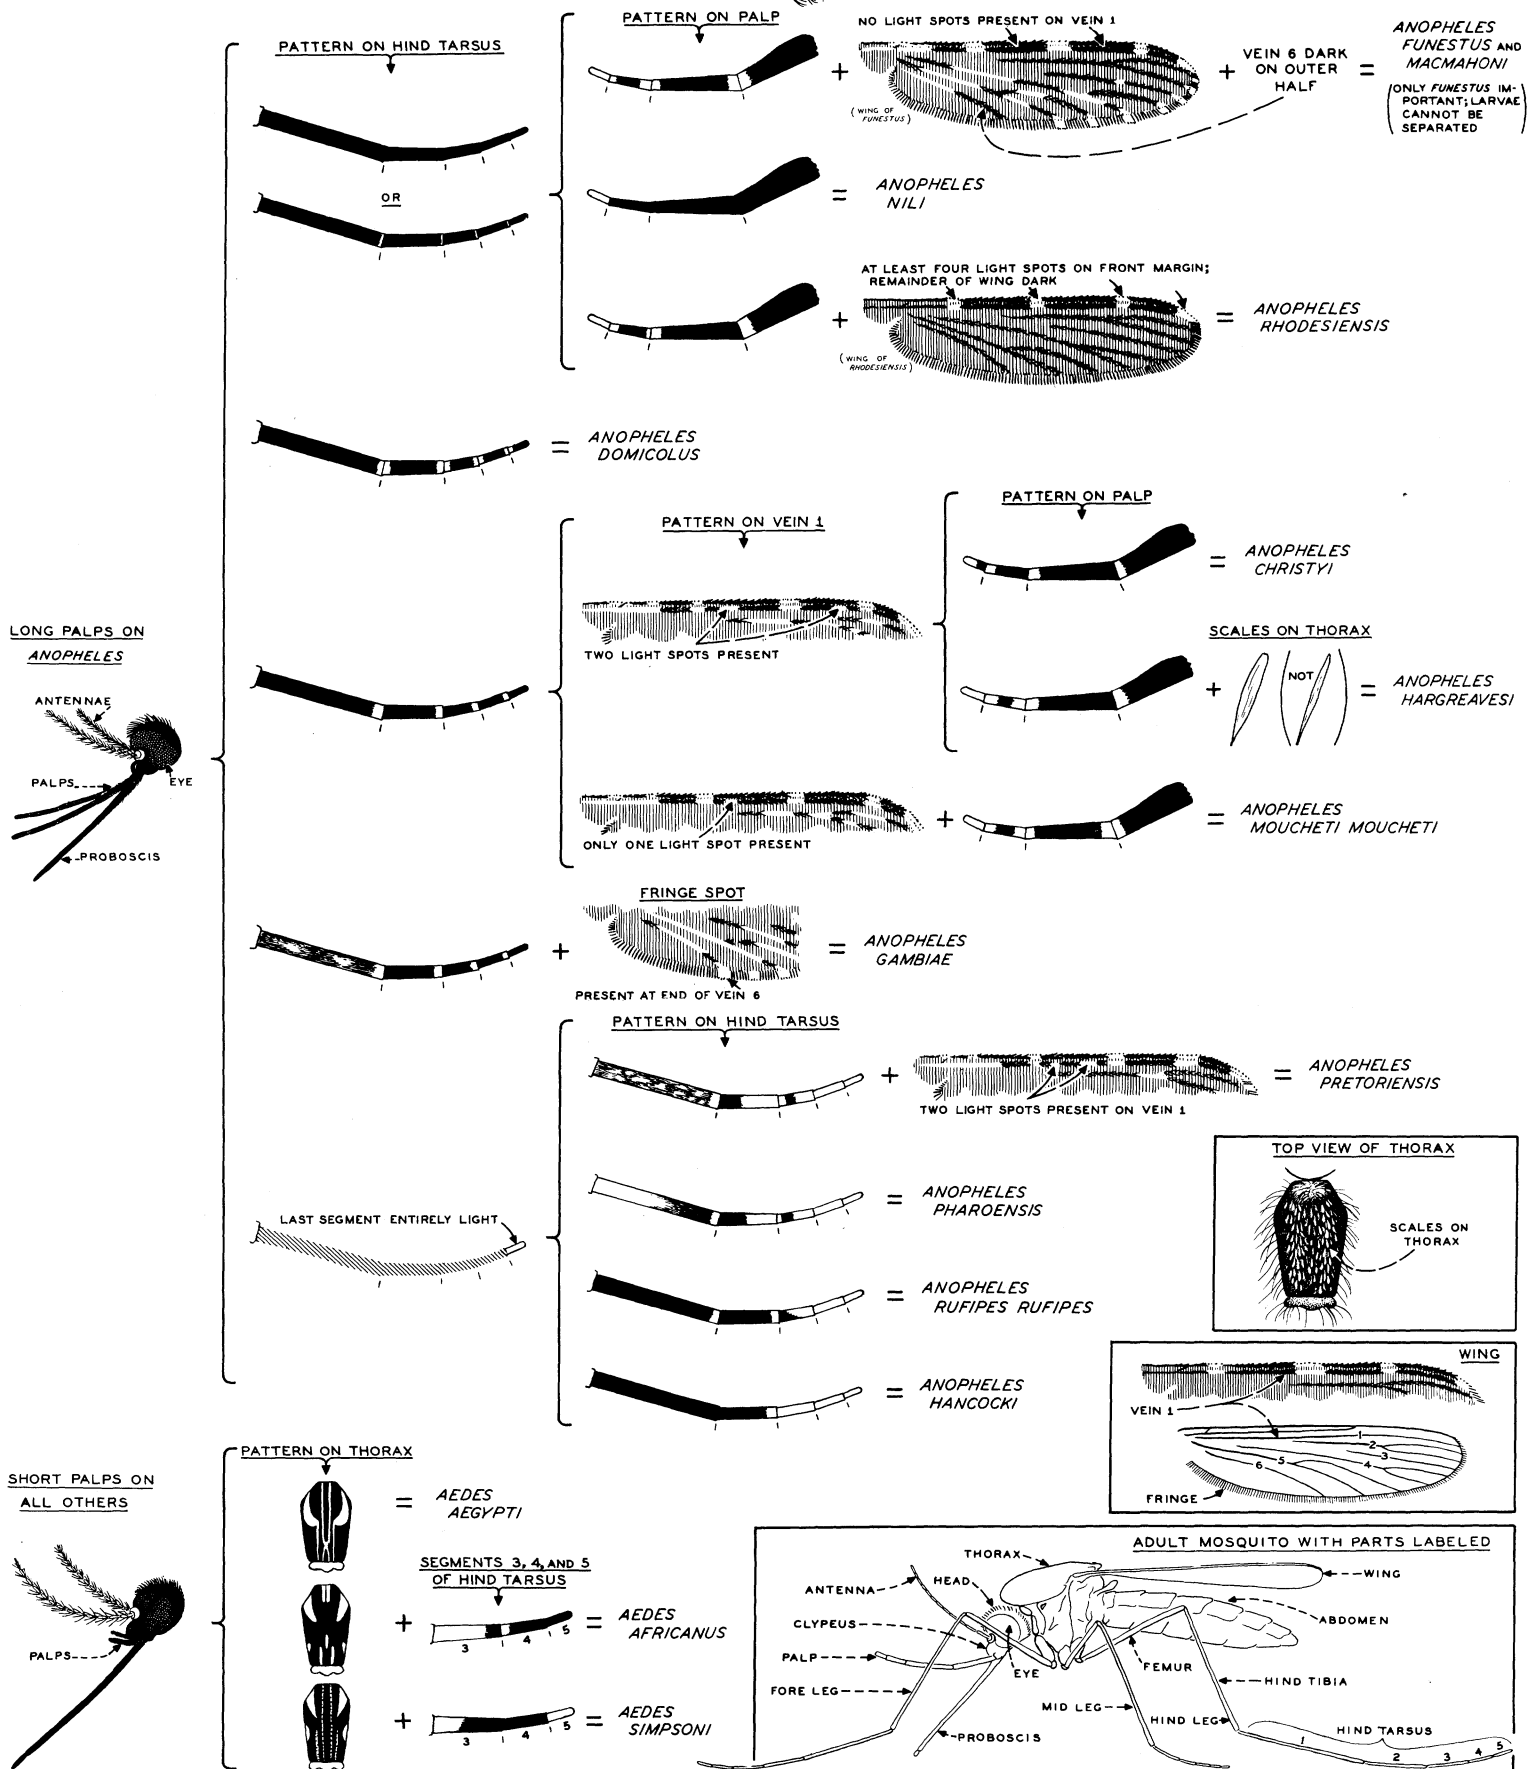 PATTERN ON HIND TARSUS
OR
PATTERN ON PALP
NO LIGHT SPOTS PRESENT ON VEIN 1
(WING OF
FUNESTUS)
+
+
VEIN 6 DARK
ON OUTER
HALF
=
ANOPHELES
FUNESTUS AND
MACMAHONI
(ONLY FUNESTUS IM-
PORTANT; LARVAE
CANNOT BE
SEPARATED)
=
ANOPHELES
NILI
AT LEAST FOUR LIGHT SPOTS ON FRONT MARGIN;
REMAINDER OF WING DARK
+
(WING OF
RHODESIENSIS)
=
ANOPHELES
RHODESIENSIS
=
ANOPHELES
DOMICOLUS
LONG PALPS ON
ANOPHELES
ANTENNAE
PALPS
EYE
PROBOSCIS
PATTERN ON VEIN 1
TWO LIGHT SPOTS PRESENT
PATTERN ON PALP
=
ANOPHELES
CHRISTYI
SCALES ON THORAX
+
(NOT)
=
ANOPHELES
HARGREAVESI
ONLY ONE LIGHT SPOT PRESENT
+
=
ANOPHELES
MOUCHETI MOUCHETI
+
FRINGE SPOT
PRESENT AT END OF VEIN 6
=
ANOPHELES
GAMBIAE
LAST SEGMENT ENTIRELY LIGHT
PATTERN ON HIND TARSUS
+
TWO LIGHT SPOTS PRESENT ON VEIN 1
=
ANOPHELES
PRETORIENSIS
=
ANOPHELES
PHAROENSIS
=
ANOPHELES
RUFIPES RUFIPES
=
ANOPHELES
HANCOCKI
TOP VIEW OF THORAX
SCALES ON
THORAX
WING
VEIN 1
1
2
3
4
5
6
FRINGE
SHORT PALPS ON
ALL OTHERS
PALPS
PATTERN ON THORAX
=
AEDES
AEGYPTI
SEGMENTS 3, 4, AND 5
OF HIND TARSUS
+
3
4
5
=
AEDES
AFRICANUS
+
3
4
5
=
AEDES
SIMPSONI
ADULT MOSQUITO WITH PARTS LABELED
THORAX
HEAD
ANTENNA
CLYPEUS
PALP
EYE
FORE LEG
PROBOSCIS
WING
ABDOMEN
FEMUR
HIND TIBIA
MID LEG
HIND LEG
HIND TARSUS
1
2
3
4
5